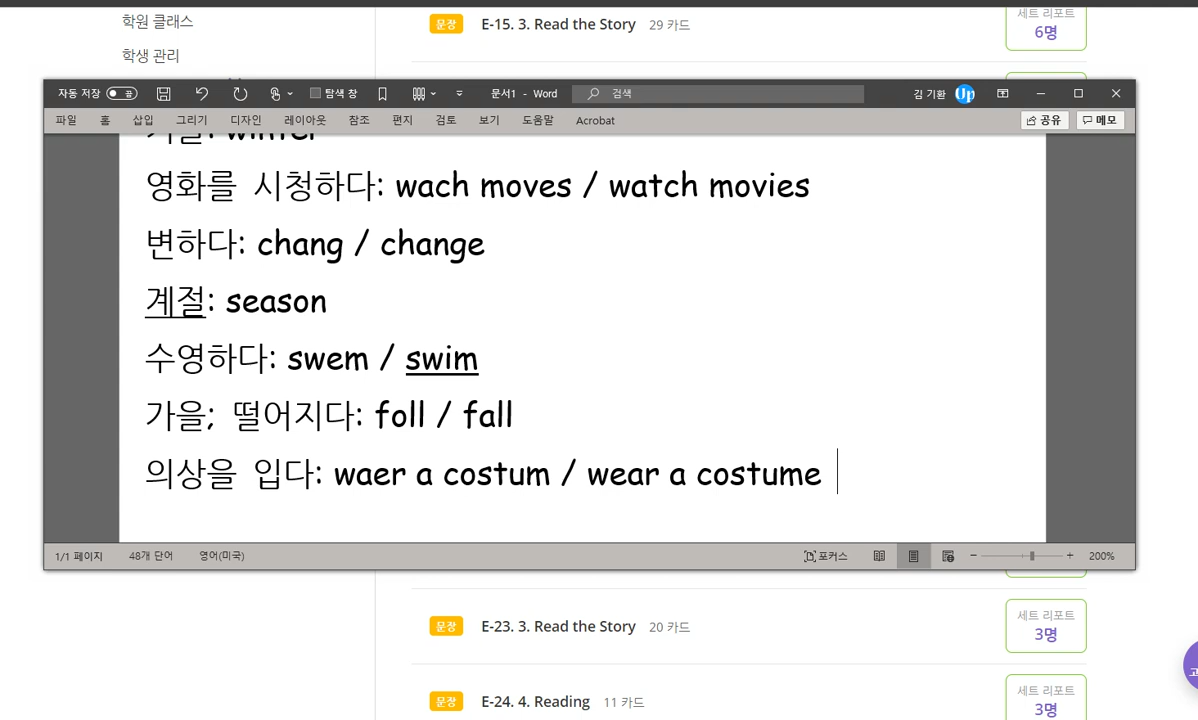 학원 클래스
학생 관리
문장 E-15. 3. Read the Story 29 카드
세트 리포트
6명
자동 저장
탐색 창
문서1 - Word
검색
김 기환
Up
파일 홈 삽입 그리기 디자인 레이아웃 참조 편지 검토 보기 도움말 Acrobat
공유 메모
winter
영화를 시청하다: wach moves / watch movies
변하다: chang / change
계절: season
수영하다: swem / swim
가을; 떨어지다: foll / fall
의상을 입다: waer a costum / wear a costume
1/1 페이지 48개 단어 영어(미국) 포커스 - + 200%
문장 E-23. 3. Read the Story 20 카드
세트 리포트
3명
문장 E-24. 4. Reading 11 카드
세트 리포트
3명